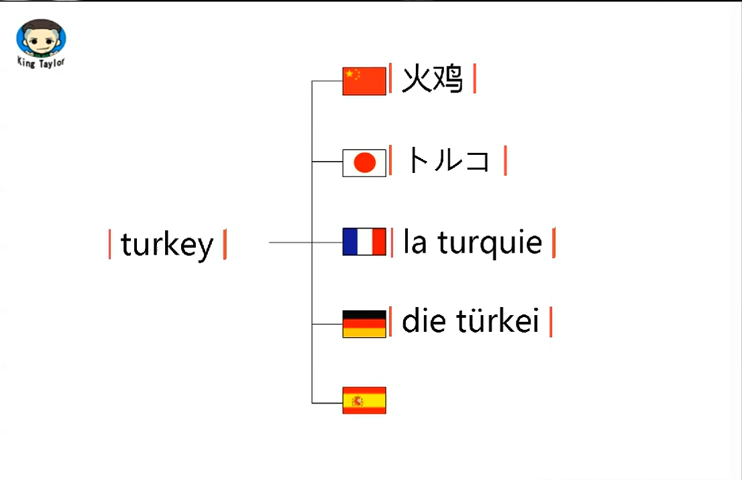 King Taylor
火鸡
トルコ
turkey
la turquie
die türkei